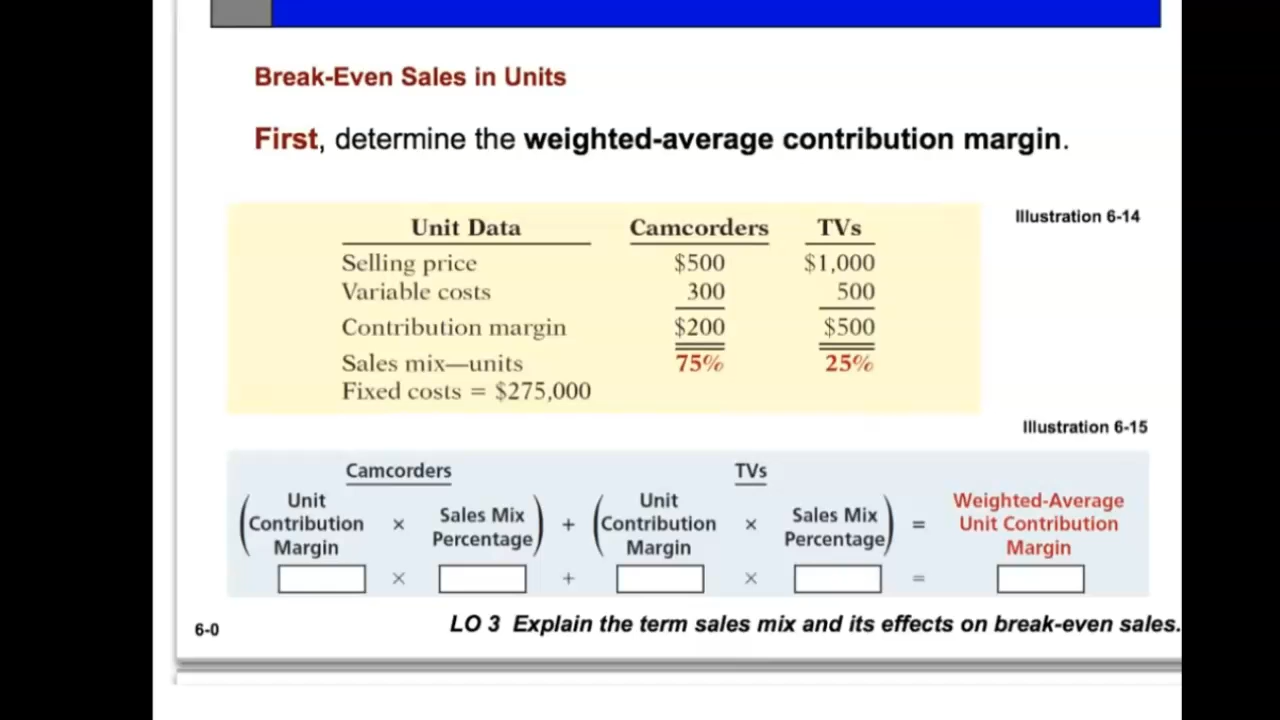 Break-Even Sales in Units
First, determine the weighted-average contribution margin.
Illustration 6-14
Unit Data Camcorders TVs
Selling price $500 $1,000
Variable costs 300 500
Contribution margin $200 $500
Sales mix—units 75% 25%
Fixed costs = $275,000
Illustration 6-15
Camcorders TVs
Unit Contribution Margin × Sales Mix Percentage + Unit Contribution Margin × Sales Mix Percentage = Weighted-Average Unit Contribution Margin
× + × =
6-0
LO 3 Explain the term sales mix and its effects on break-even sales.